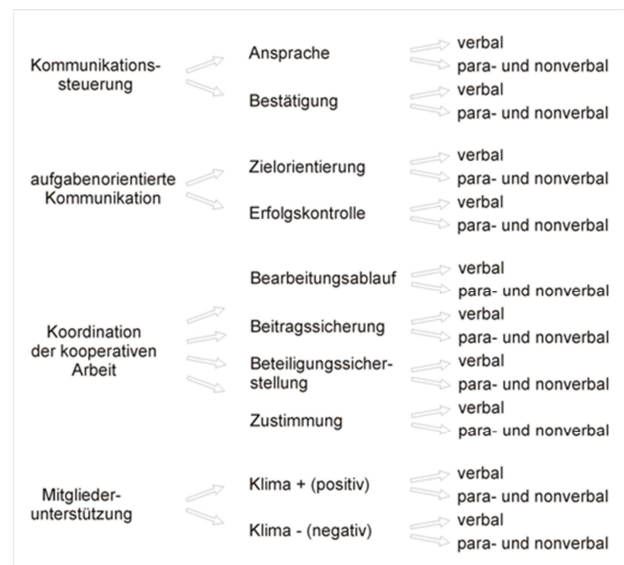 Kommunikations-
steuerung
Ansprache
verbal
para- und nonverbal
Bestätigung
verbal
para- und nonverbal
aufgabenorientierte
Kommunikation
Zielorientierung
verbal
para- und nonverbal
Erfolgskontrolle
verbal
para- und nonverbal
Koordination
der kooperativen
Arbeit
Bearbeitungsablauf
verbal
para- und nonverbal
Beitragssicherung
verbal
para- und nonverbal
Beteiligungssicher-
stellung
verbal
para- und nonverbal
Zustimmung
verbal
para- und nonverbal
Mitglieder-
unterstützung
Klima + (positiv)
verbal
para- und nonverbal
Klima - (negativ)
verbal
para- und nonverbal